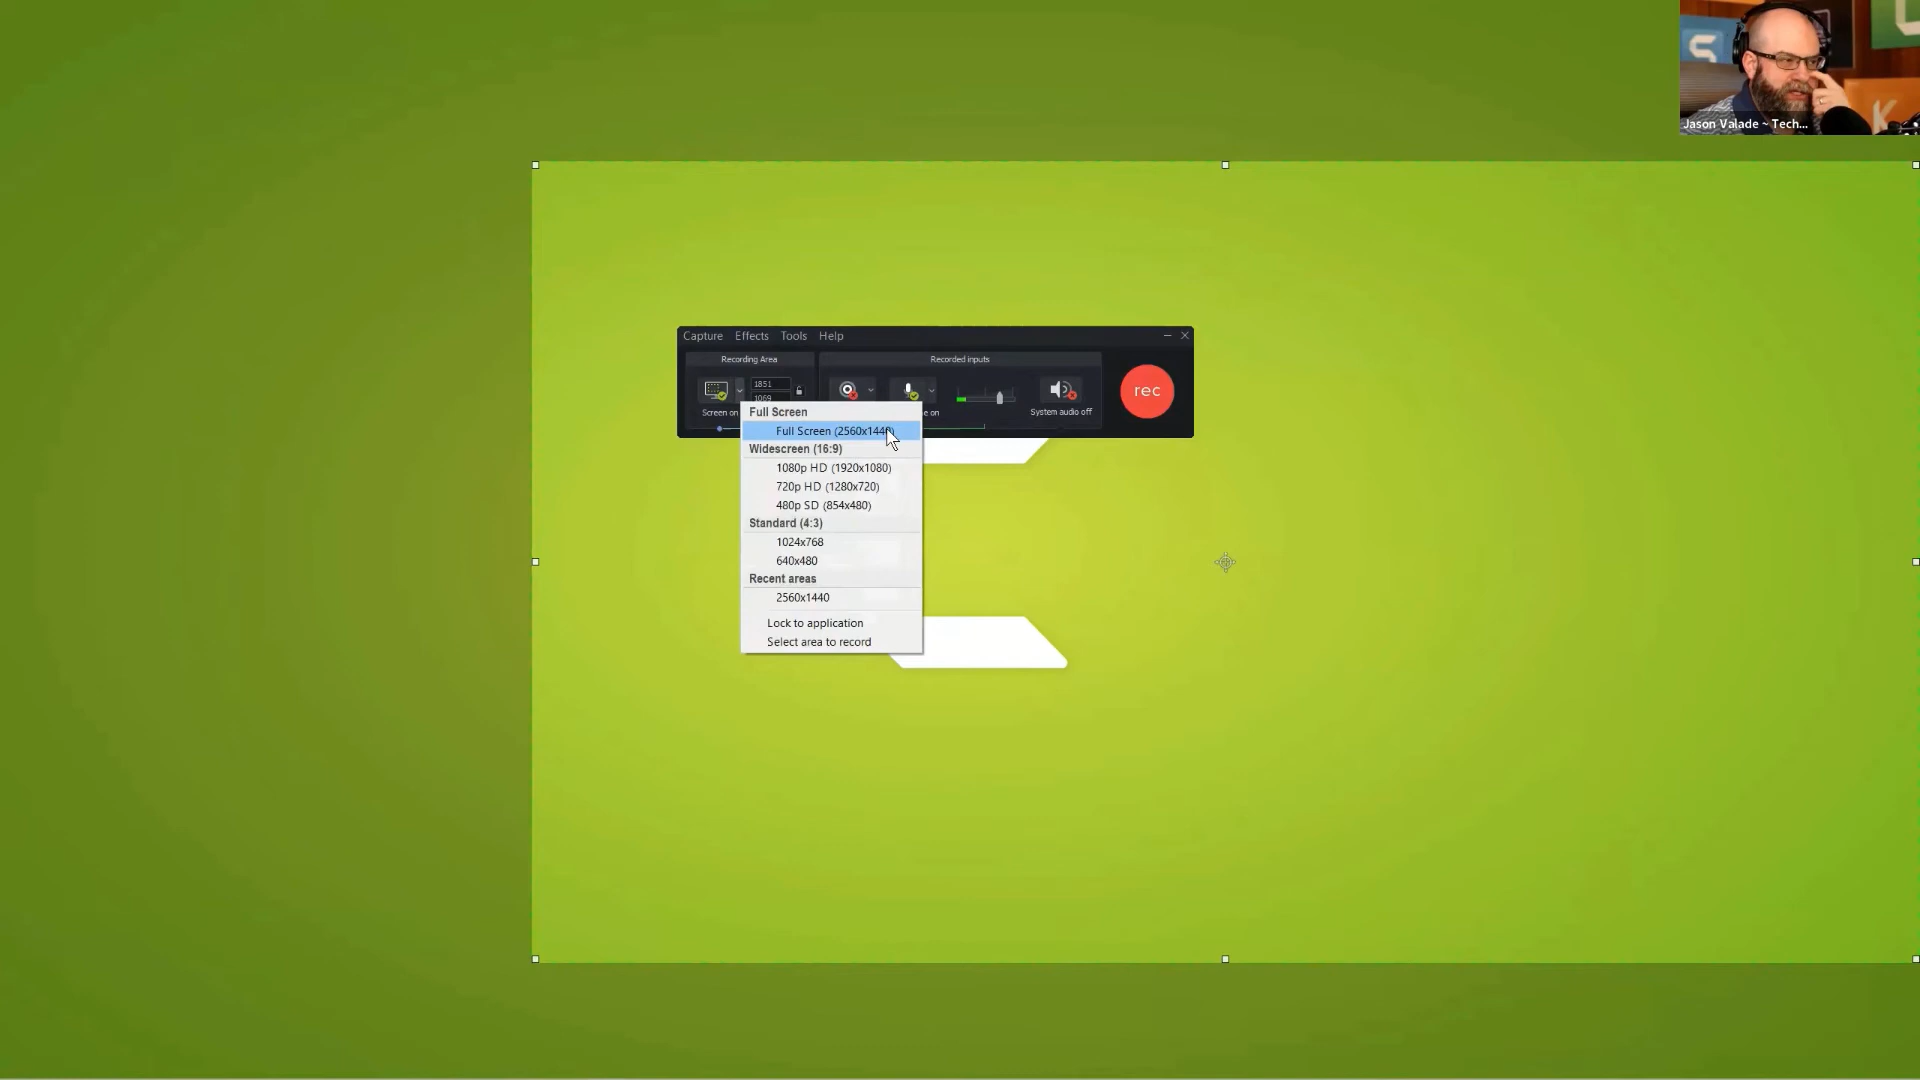 Jason Valade ~ Tech...
Capture Effects Tools Help
Recording Area
Recorded inputs
1851
1069
rec
Screen on
e on
System audio off
Full Screen
Full Screen (2560x1440)
Widescreen (16:9)
1080p HD (1920x1080)
720p HD (1280x720)
480p SD (854x480)
Standard (4:3)
1024x768
640x480
Recent areas
2560x1440
Lock to application
Select area to record
S
K